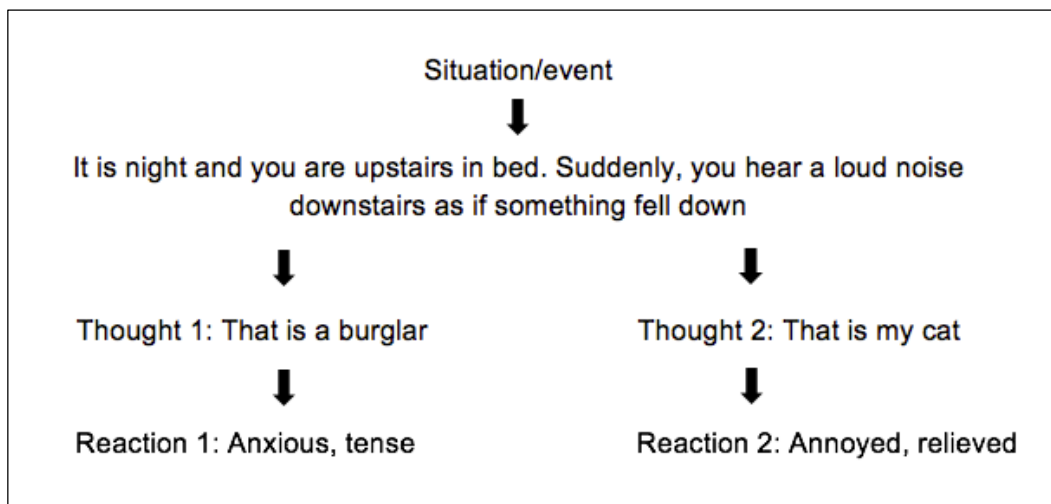 Situation/event
It is night and you are upstairs in bed. Suddenly, you hear a loud noise
downstairs as if something fell down
Thought 1: That is a burglar
Thought 2: That is my cat
Reaction 1: Anxious, tense
Reaction 2: Annoyed, relieved